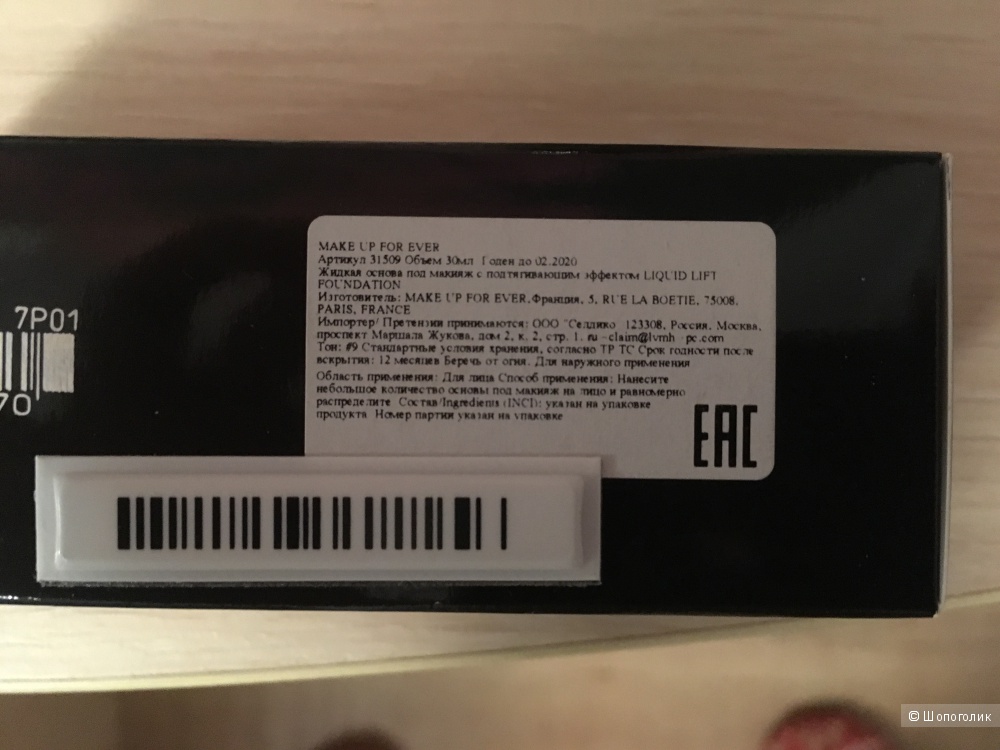 7P01
70
MAKE UP FOR EVER
Артикул 31509 Объем 30мл Годен до 02.2020
Жидкая основа под макияж с подтягивающим эффектом LIQUID LIFT
FOUNDATION
Изготовитель: MAKE UP FOR EVER,Франция, 5, RUE LA BOETIE, 75008,
PARIS, FRANCE
Импортер/ Претензии принимаются: ООО "Селдико" 123308, Россия, Москва,
проспект Маршала Жукова, дом 2, к. 2, стр. 1. ru-claim@lvmh-pc.com
Тон: #9 Стандартные условия хранения, согласно ТР ТС Срок годности после
вскрытия: 12 месяцев Беречь от огня. Для наружного применения
Область применения: Для лица Способ применения: Нанесите
небольшое количество основы под макияж на лицо и равномерно
распределите Состав/Ingredients (INCI): указан на упаковке
продукта Номер партии указан на упаковке
EAC
© Шопоголик